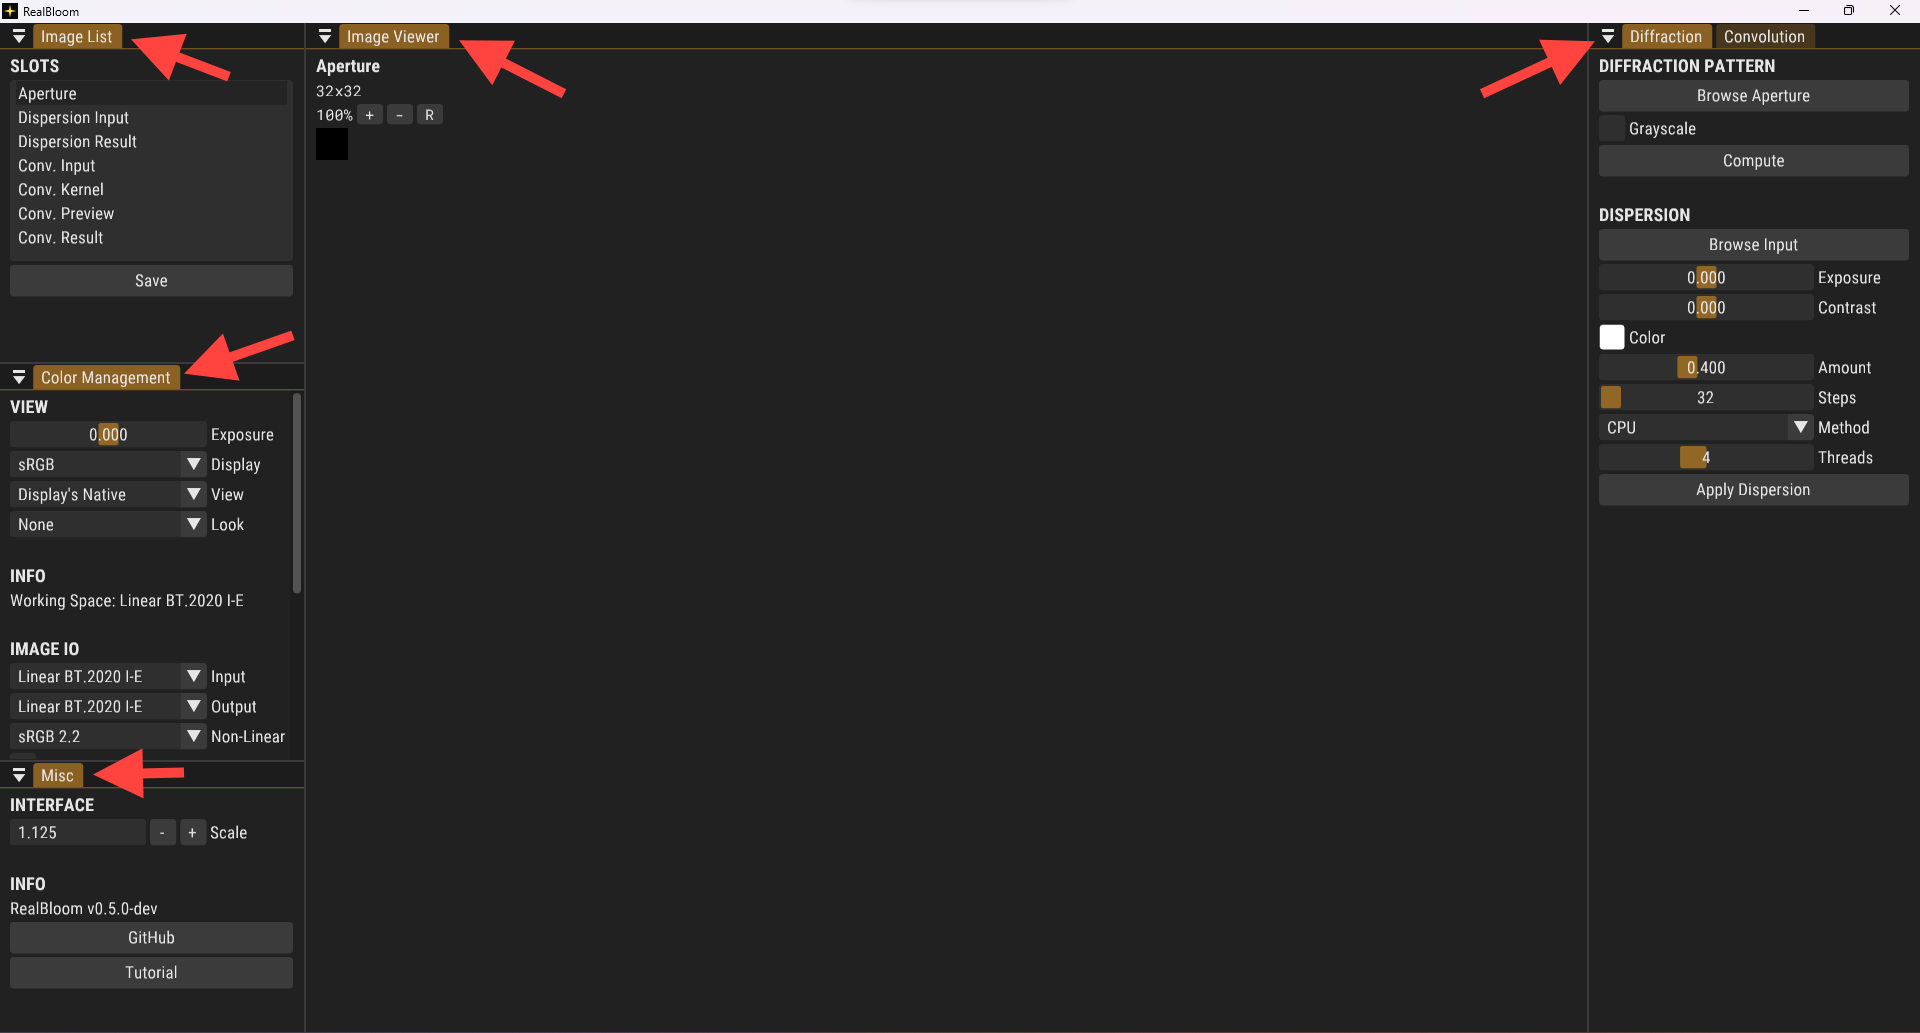 RealBloom
Image List
SLOTS
Aperture
Dispersion Input
Dispersion Result
Conv. Input
Conv. Kernel
Conv. Preview
Conv. Result
Save
Color Management
VIEW
0.000 Exposure
sRGB Display
Display's Native View
None Look
INFO
Working Space: Linear BT.2020 I-E
IMAGE IO
Linear BT.2020 I-E Input
Linear BT.2020 I-E Output
sRGB 2.2 Non-Linear
Misc
INTERFACE
1.125 - + Scale
INFO
RealBloom v0.5.0-dev
GitHub
Tutorial
Image Viewer
Aperture
32x32
100% + - R
Diffraction Convolution
DIFFRACTION PATTERN
Browse Aperture
Grayscale
Compute
DISPERSION
Browse Input
0.000 Exposure
0.000 Contrast
Color
0.400 Amount
32 Steps
CPU Method
4 Threads
Apply Dispersion